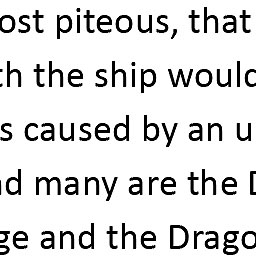 ost piteous, that
th the ship would
s caused by an u
nd many are the D
ge and the Drago